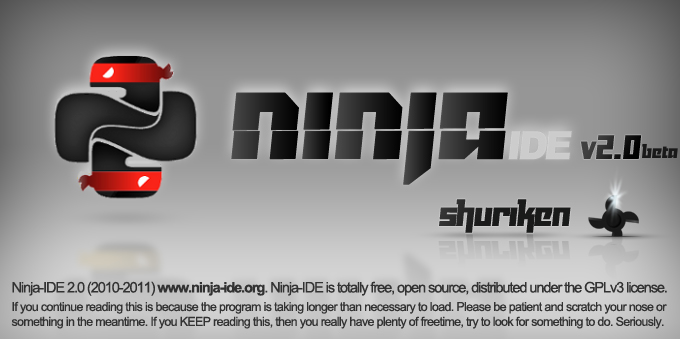 ninja IDE v2.0 beta
shuriken
Ninja-IDE 2.0 (2010-2011) www.ninja-ide.org. Ninja-IDE is totally free, open source, distributed under the GPLv3 license.
If you continue reading this is because the program is taking longer than necessary to load. Please be patient and scratch your nose or
something in the meantime. If you KEEP reading this, then you really have plenty of freetime, try to look for something to do. Seriously.